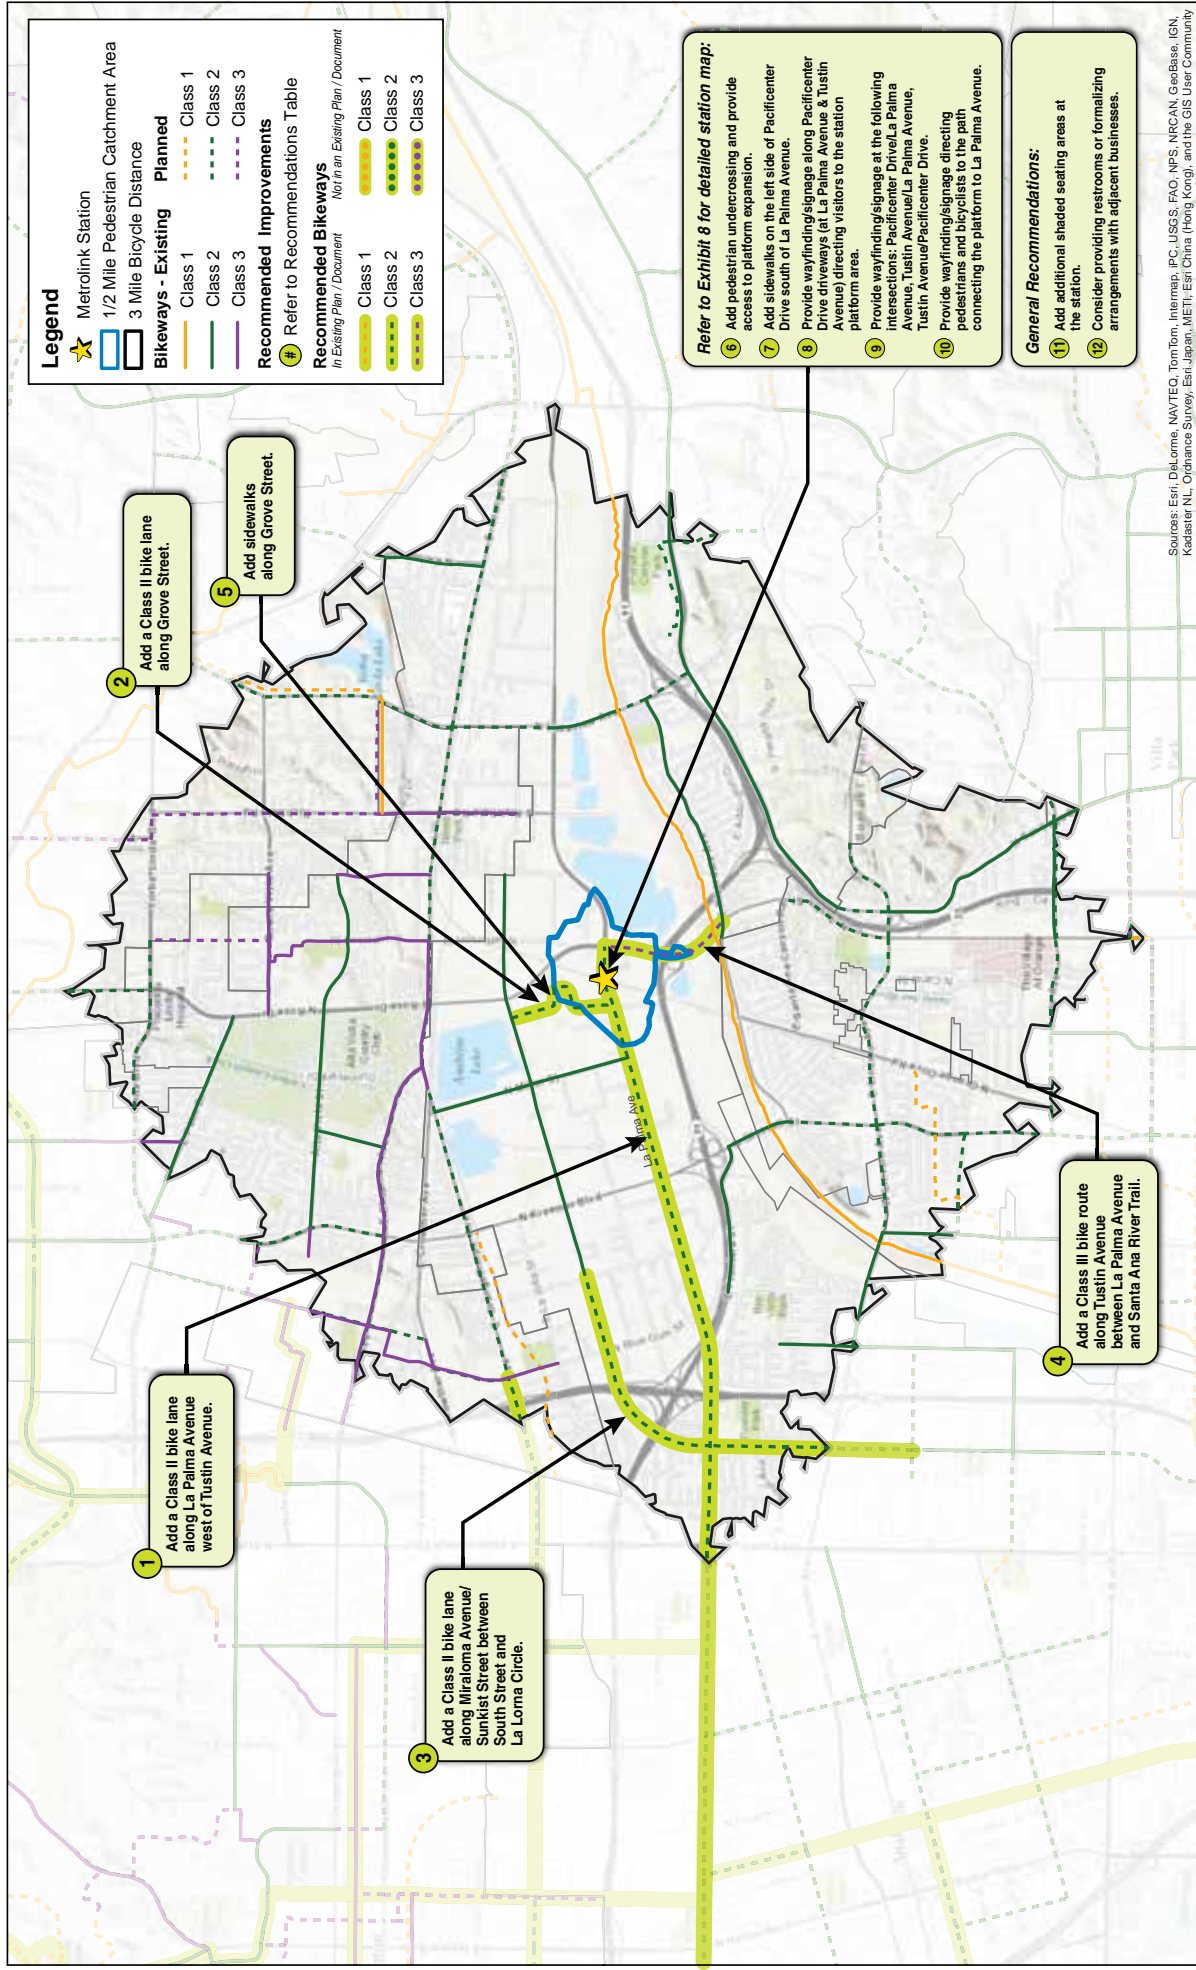 Legend
Metrolink Station
1/2 Mile Pedestrian Catchment Area
3 Mile Bicycle Distance
Bikeways - Existing
Planned
Class 1
Class 1
Class 2
Class 2
Class 3
Class 3
Recommended Improvements
# Refer to Recommendations Table
Recommended Bikeways
In Existing Plan / Document
Not in an Existing Plan / Document
Class 1
Class 1
Class 2
Class 2
Class 3
Class 3
1
Add a Class II bike lane
along La Palma Avenue
west of Tustin Avenue.
2
Add a Class II bike lane
along Grove Street.
5
Add sidewalks
along Grove Street.
3
Add a Class II bike lane
along Miraloma Avenue/
Sunkist Street between
South Street and
La Lorna Circle.
4
Add a Class III bike route
along Tustin Avenue
between La Palma Avenue
and Santa Ana River Trail.
La Palma Ave
N Kraemer Blvd
Anaheim
Lake
Refer to Exhibit 8 for detailed station map:
6 Add pedestrian undercrossing and provide
access to platform expansion.
7 Add sidewalks on the left side of Pacificenter
Drive south of La Palma Avenue.
8 Provide wayfinding/signage along Pacificenter
Drive driveways (at La Palma Avenue & Tustin
Avenue) directing visitors to the station
platform area.
9 Provide wayfinding/signage at the following
intersections: Pacificenter Drive/La Palma
Avenue, Tustin Avenue/La Palma Avenue,
Tustin Avenue/Pacificenter Drive.
10 Provide wayfinding/signage directing
pedestrians and bicyclists to the path
connecting the platform to La Palma Avenue.
General Recommendations:
11 Add additional shaded seating areas at
the station.
12 Consider providing restrooms or formalizing
arrangements with adjacent businesses.
Sources: Esri, DeLorme, NAVTEQ, TomTom, Intermap, iPC, USGS, FAO, NPS, NRCAN, GeoBase, IGN,
Kadaster NL, Ordnance Survey, Esri Japan, METI, Esri China (Hong Kong), and the GIS User Community